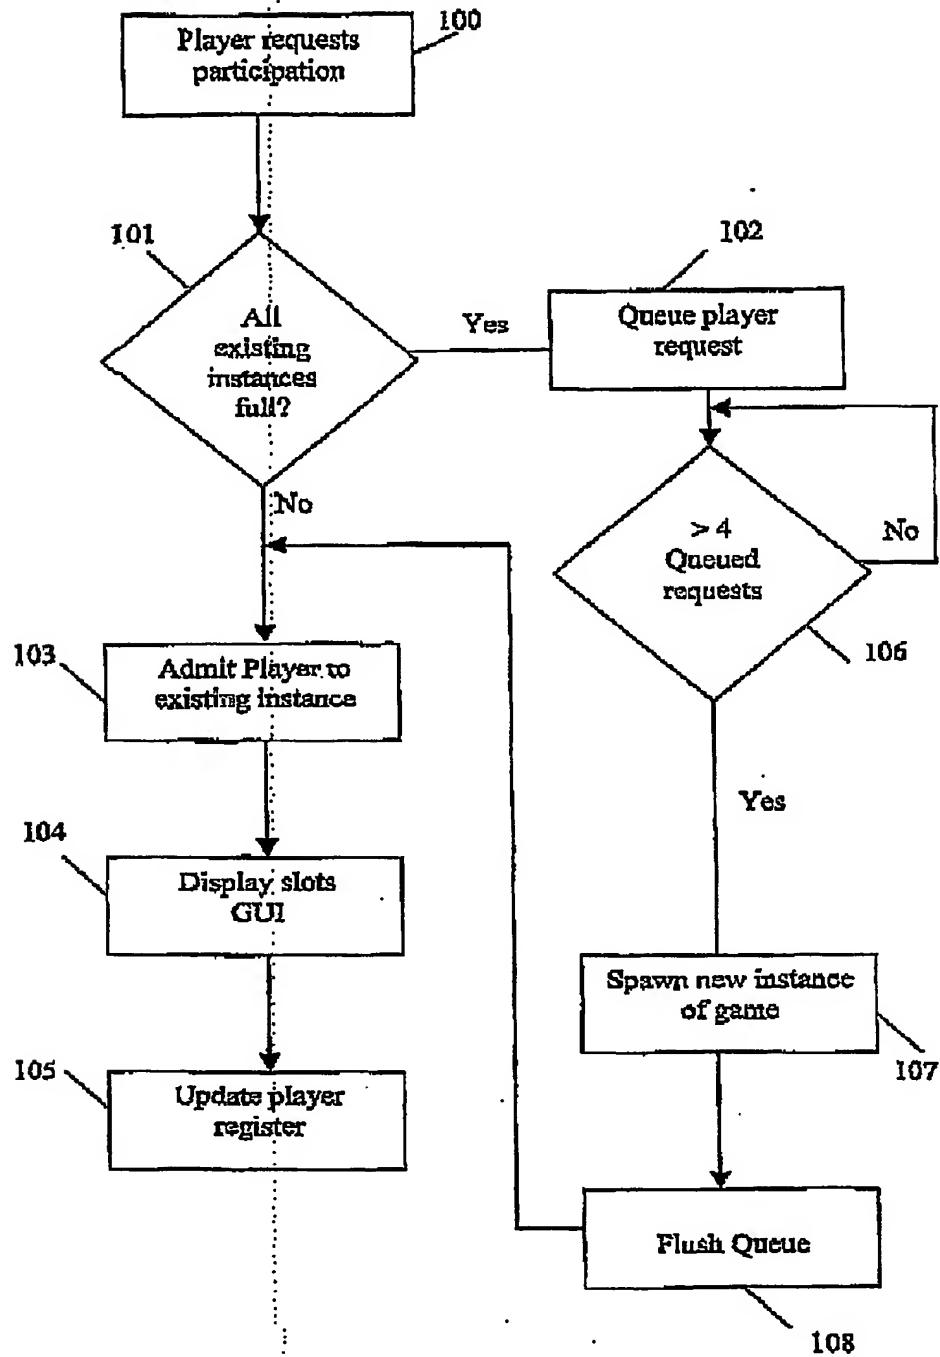 Player requests
participation
100
101
All
existing
instances
full?
Yes
102
Queue player
request
No
> 4
Queued
requests
No
106
103
Admit Player to
existing instance
Yes
104
Display slots
GUI
Spawn new instance
of game
107
105
Update player
register
Flush Queue
108